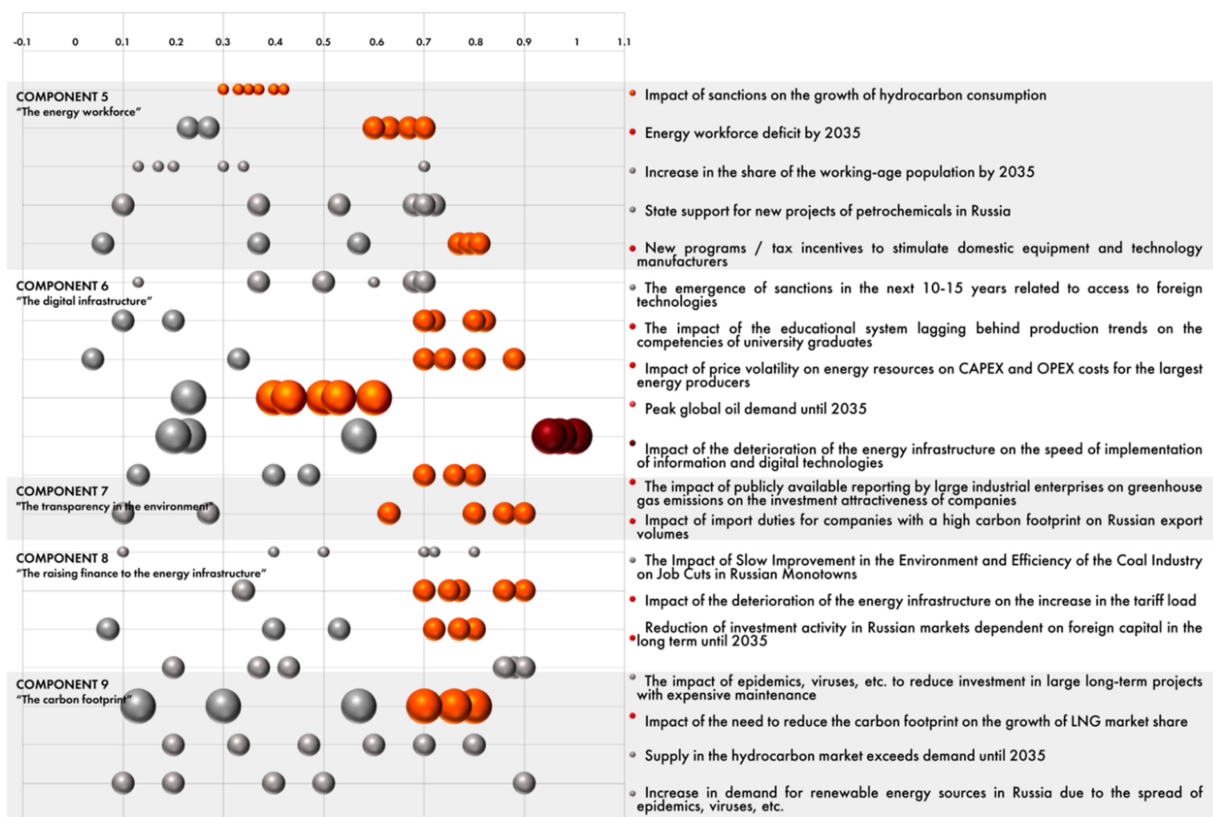 -0.1 0 0.1 0.2 0.3 0.4 0.5 0.6 0.7 0.8 0.9 1 1.1
COMPONENT 5
"The energy workforce"
Impact of sanctions on the growth of hydrocarbon consumption
Energy workforce deficit by 2035
Increase in the share of the working-age population by 2035
State support for new projects of petrochemicals in Russia
New programs / tax incentives to stimulate domestic equipment and technology
manufacturers
COMPONENT 6
"The digital infrastructure"
The emergence of sanctions in the next 10-15 years related to access to foreign
technologies
The impact of the educational system lagging behind production trends on the
competencies of university graduates
Impact of price volatility on energy resources on CAPEX and OPEX costs for the largest
energy producers
Peak global oil demand until 2035
Impact of the deterioration of the energy infrastructure on the speed of implementation
of information and digital technologies
COMPONENT 7
"The transparency in the environment"
The impact of publicly available reporting by large industrial enterprises on greenhouse
gas emissions on the investment attractiveness of companies
Impact of import duties for companies with a high carbon footprint on Russian export
volumes
COMPONENT 8
"The raising finance to the energy infrastructure"
The Impact of Slow Improvement in the Environment and Efficiency of the Coal Industry
on Job Cuts in Russian Monotowns
Impact of the deterioration of the energy infrastructure on the increase in the tariff load
Reduction of investment activity in Russian markets dependent on foreign capital in the
long term until 2035
COMPONENT 9
"The carbon footprint"
The impact of epidemics, viruses, etc. to reduce investment in large long-term projects
with expensive maintenance
Impact of the need to reduce the carbon footprint on the growth of LNG market share
Supply in the hydrocarbon market exceeds demand until 2035
Increase in demand for renewable energy sources in Russia due to the spread of
epidemics, viruses, etc.